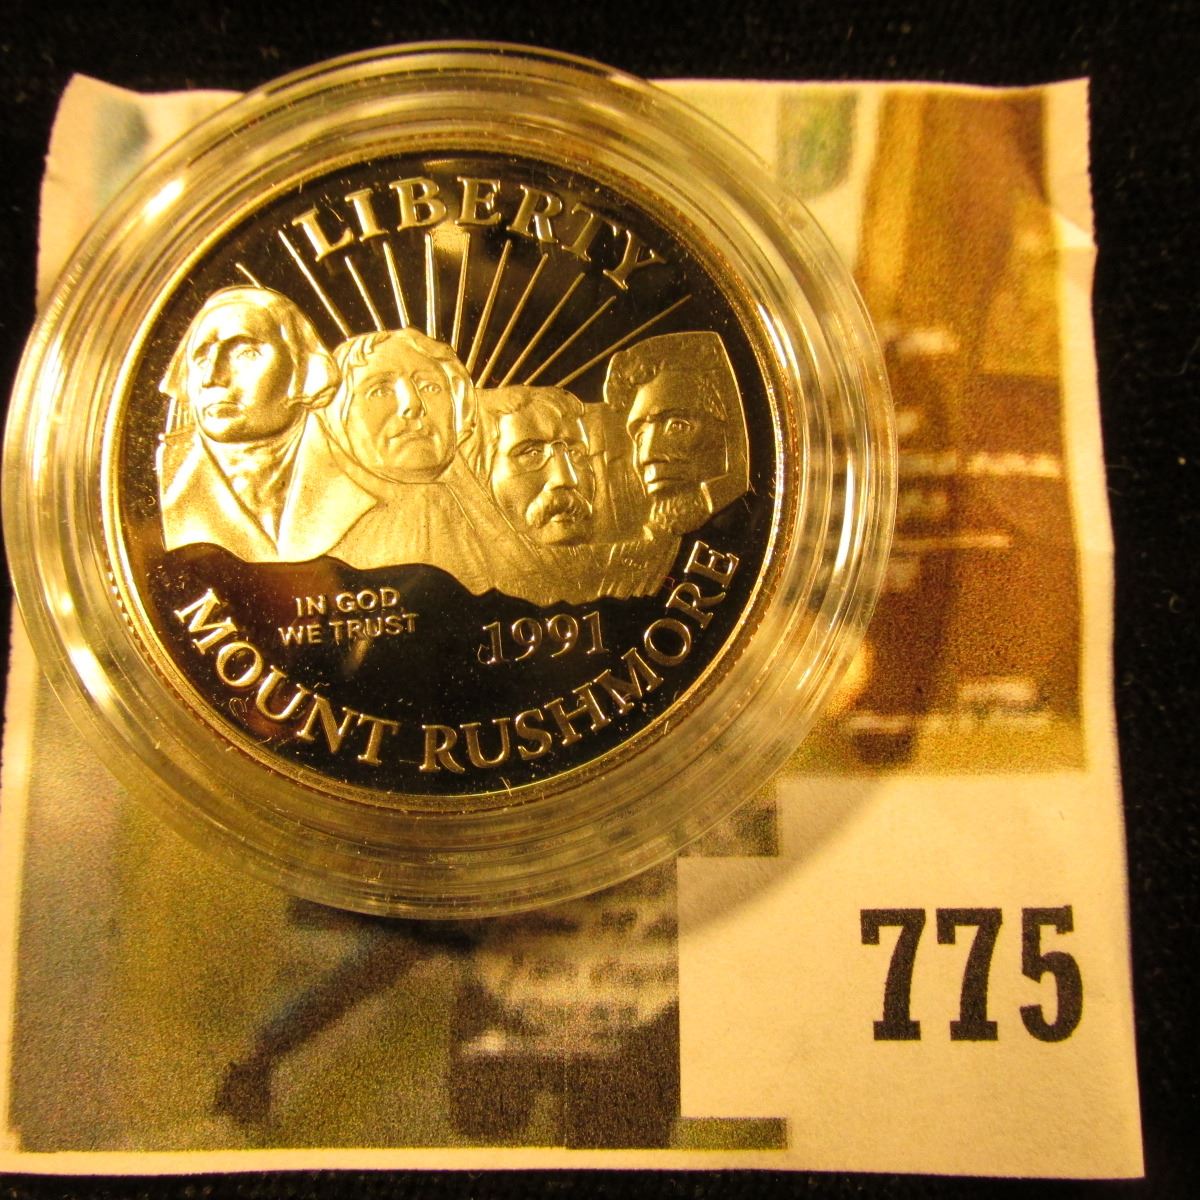 LIBERTY
IN GOD
WE TRUST
1991
MOUNT RUSHMORE
775